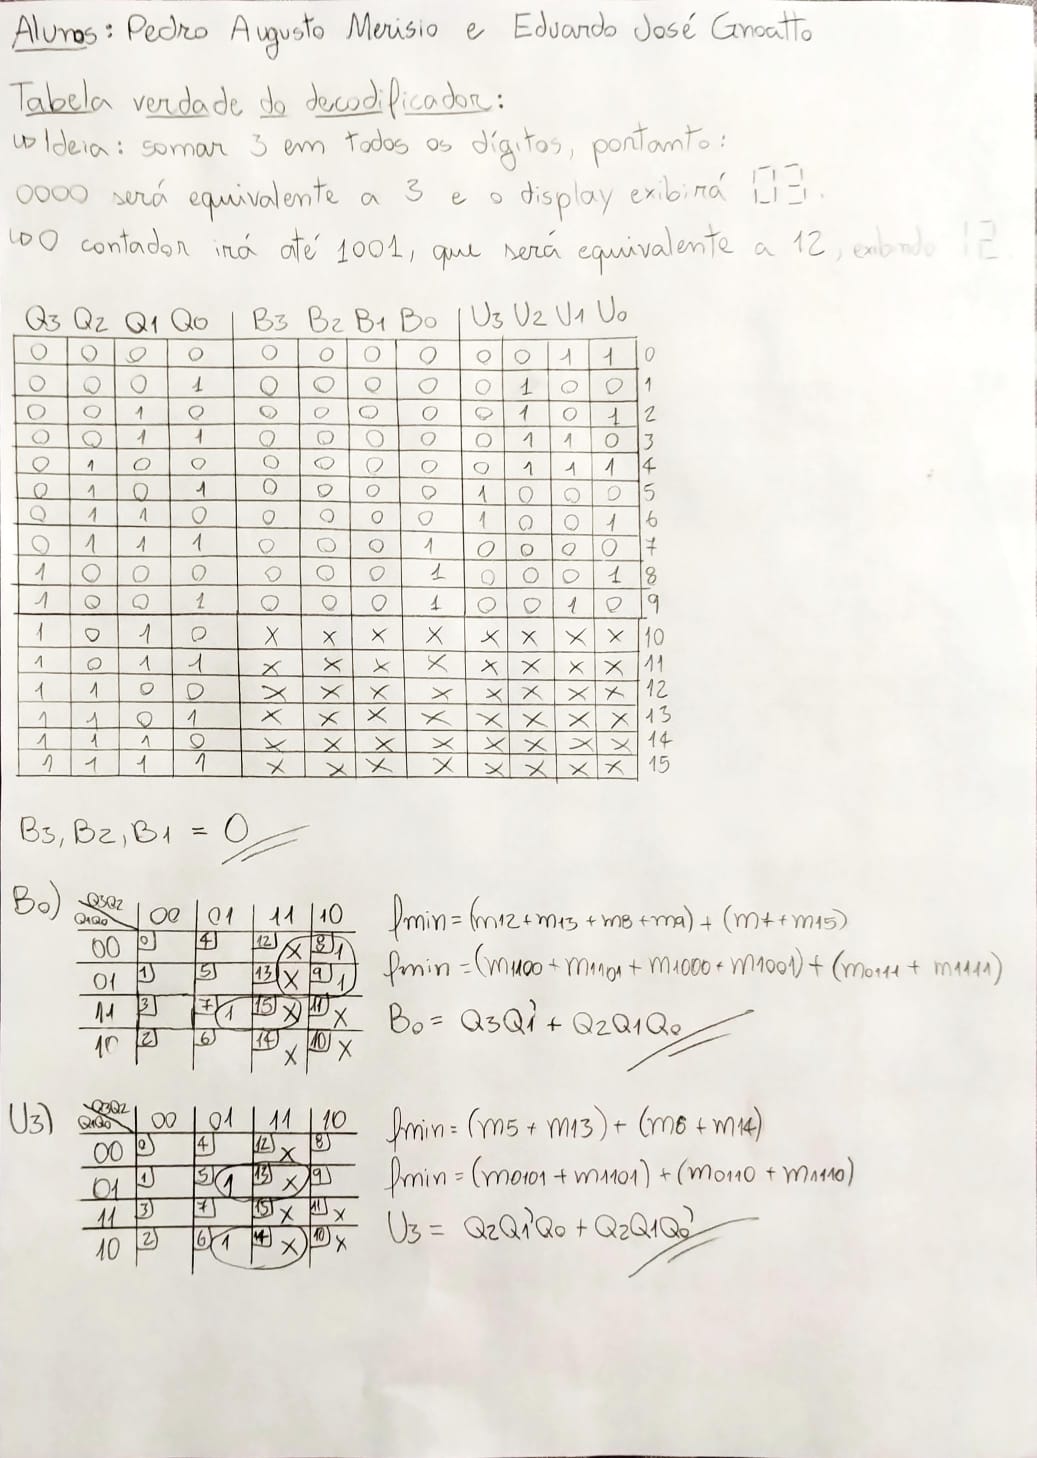 Alunos: Pedro Augusto Merisio e Eduardo José Gnoatto
Tabela verdade do decodificador:
↳ Ideia: somar 3 em todos os dígitos, portanto:
0000 será equivalente a 3 e o display exibirá 03.
↳ O contador irá até 1001, que será equivalente a 12, exibindo 12.
Q3 Q2 Q1 Q0 | B3 B2 B1 B0 | U3 U2 U1 U0
0 0 0 0 0 0 0 0 0 0 1 1 0
0 0 0 1 0 0 0 0 0 1 0 0 1
0 0 1 0 0 0 0 0 0 1 0 1 2
0 0 1 1 0 0 0 0 0 1 1 0 3
0 1 0 0 0 0 0 0 0 1 1 1 4
0 1 0 1 0 0 0 0 1 0 0 0 5
0 1 1 0 0 0 0 0 1 0 0 1 6
0 1 1 1 0 0 0 1 0 0 0 0 7
1 0 0 0 0 0 0 1 0 0 0 1 8
1 0 0 1 0 0 0 1 0 0 1 0 9
1 0 1 0 X X X X X X X X 10
1 0 1 1 X X X X X X X X 11
1 1 0 0 X X X X X X X X 12
1 1 0 1 X X X X X X X X 13
1 1 1 0 X X X X X X X X 14
1 1 1 1 X X X X X X X X 15
B3, B2, B1 = 0
B0) Q3Q2
Q1Q0 00 01 11 10
00 0 4 12 X 8 1
01 1 5 13 X 9 1
11 3 7 1 15 X 11 X
10 2 6 14 X 10 X
fmin = (m12 + m13 + m8 + m9) + (m7 + m15)
fmin = (m1100 + m1101 + m1000 + m1001) + (m0111 + m1111)
B0 = Q3Q1' + Q2Q1Q0
U3) Q3Q2
Q1Q0 00 01 11 10
00 0 4 12 X 8
01 1 5 1 13 X 9
11 3 7 15 X 11 X
10 2 6 1 14 X 10 X
fmin = (m5 + m13) + (m6 + m14)
fmin = (m0101 + m1101) + (m0110 + m1110)
U3 = Q2Q1'Q0 + Q2Q1Q0'